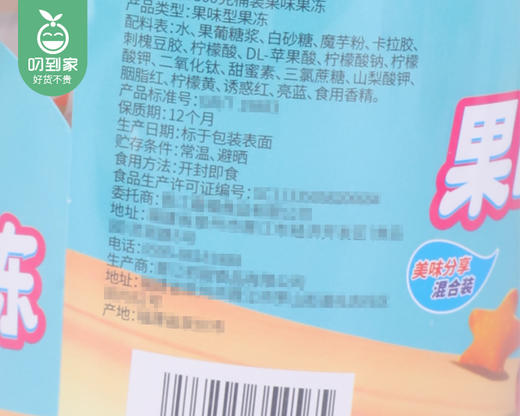 叨到家
好货不贵
桶装果味果冻
产品类型：果味型果冻
配料表：水、果葡糖浆、白砂糖、魔芋粉、卡拉胶、
刺槐豆胶、柠檬酸、DL-苹果酸、柠檬酸钠、柠檬
酸钾、二氧化钛、甜蜜素、三氯蔗糖、山梨酸钾、
胭脂红、柠檬黄、诱惑红、亮蓝、食用香精。
产品标准号：
保质期：12个月
生产日期：标于包装表面
贮存条件：常温、避晒
食用方法：开封即食
食品生产许可证编号：
委托商：
地址：
电话：
生产商：
地址：
产地：
果
冻
美味分享
混合装